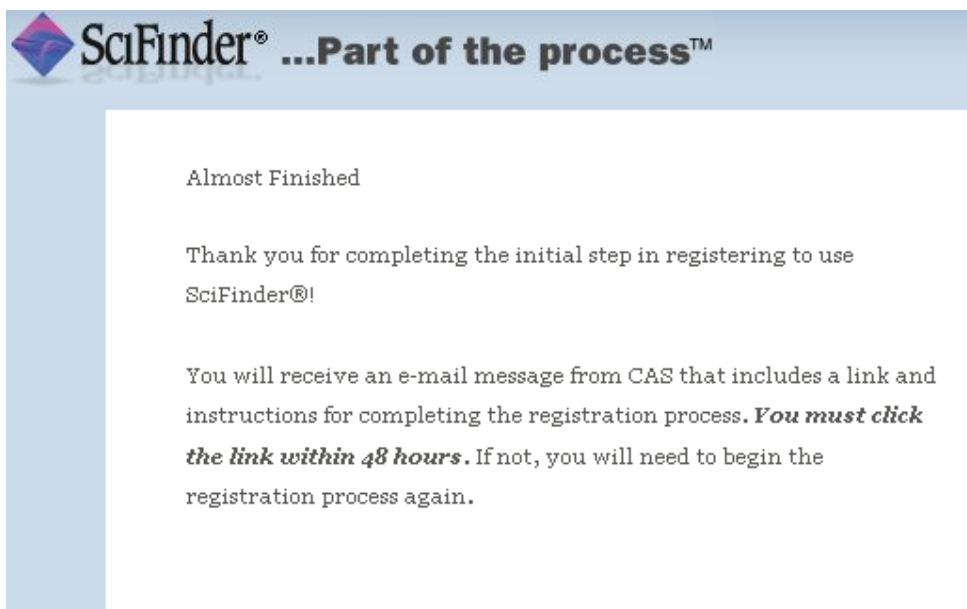 SciFinder® ...Part of the process™
Almost Finished
Thank you for completing the initial step in registering to use
SciFinder®!
You will receive an e-mail message from CAS that includes a link and
instructions for completing the registration process. You must click
the link within 48 hours. If not, you will need to begin the
registration process again.